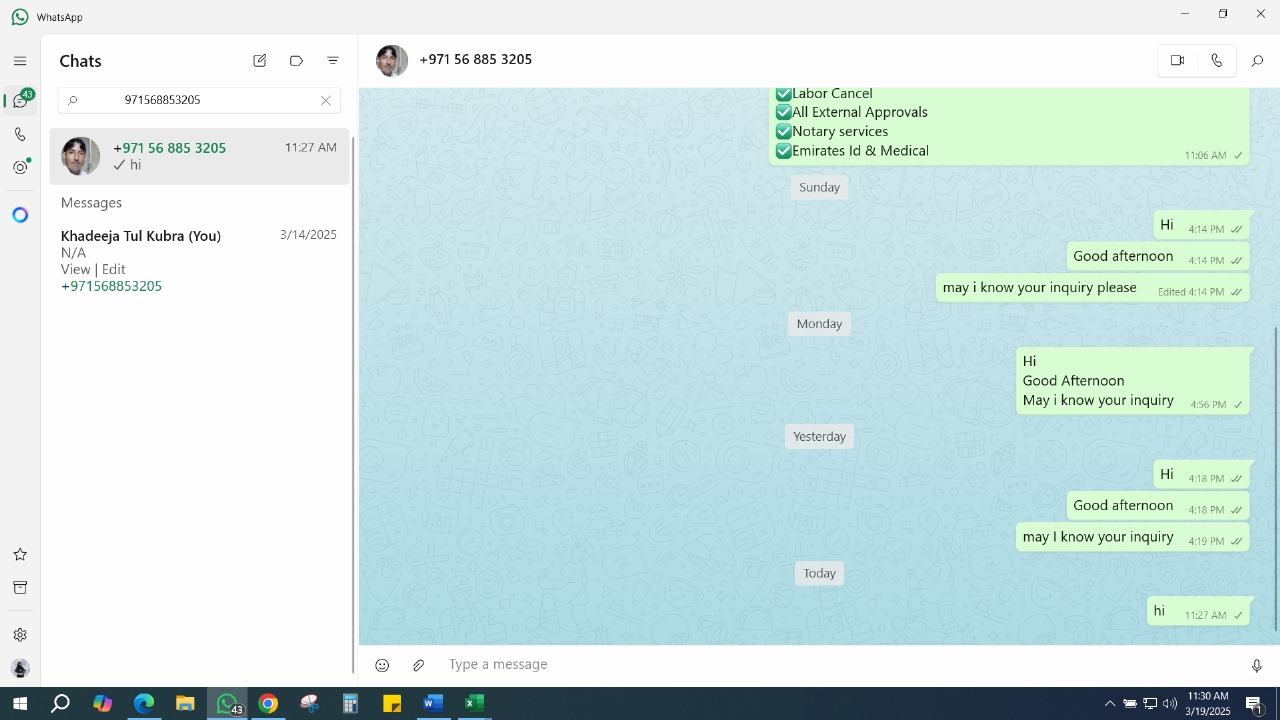 WhatsApp
Chats
43
971568853205
+971 56 885 3205
11:27 AM
hi
Messages
Khadeeja Tul Kubra (You)
3/14/2025
N/A
View | Edit
+971568853205
+971 56 885 3205
Labor Cancel
All External Approvals
Notary services
Emirates Id & Medical
11:06 AM
Sunday
Hi 4:14 PM
Good afternoon 4:14 PM
may i know your inquiry please Edited 4:14 PM
Monday
Hi
Good Afternoon
May i know your inquiry 4:56 PM
Yesterday
Hi 4:18 PM
Good afternoon 4:18 PM
may I know your inquiry 4:19 PM
Today
hi 11:27 AM
Type a message
43
11:30 AM
3/19/2025